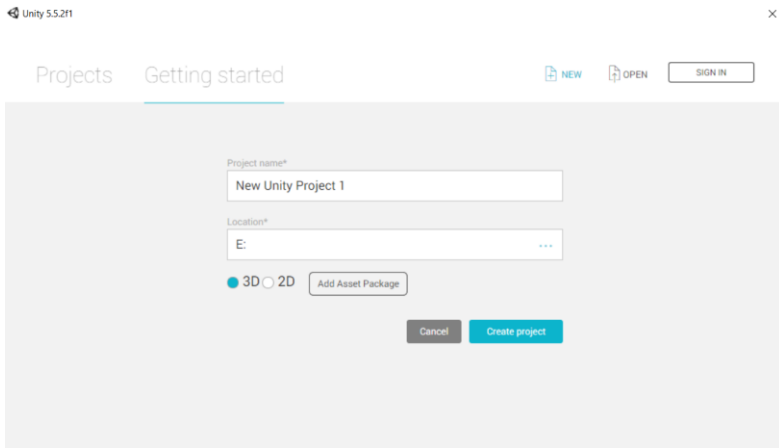 Unity 5.5.2f1
Projects Getting started NEW OPEN SIGN IN
Project name*
New Unity Project 1
Location*
E:
3D 2D Add Asset Package
Cancel Create project